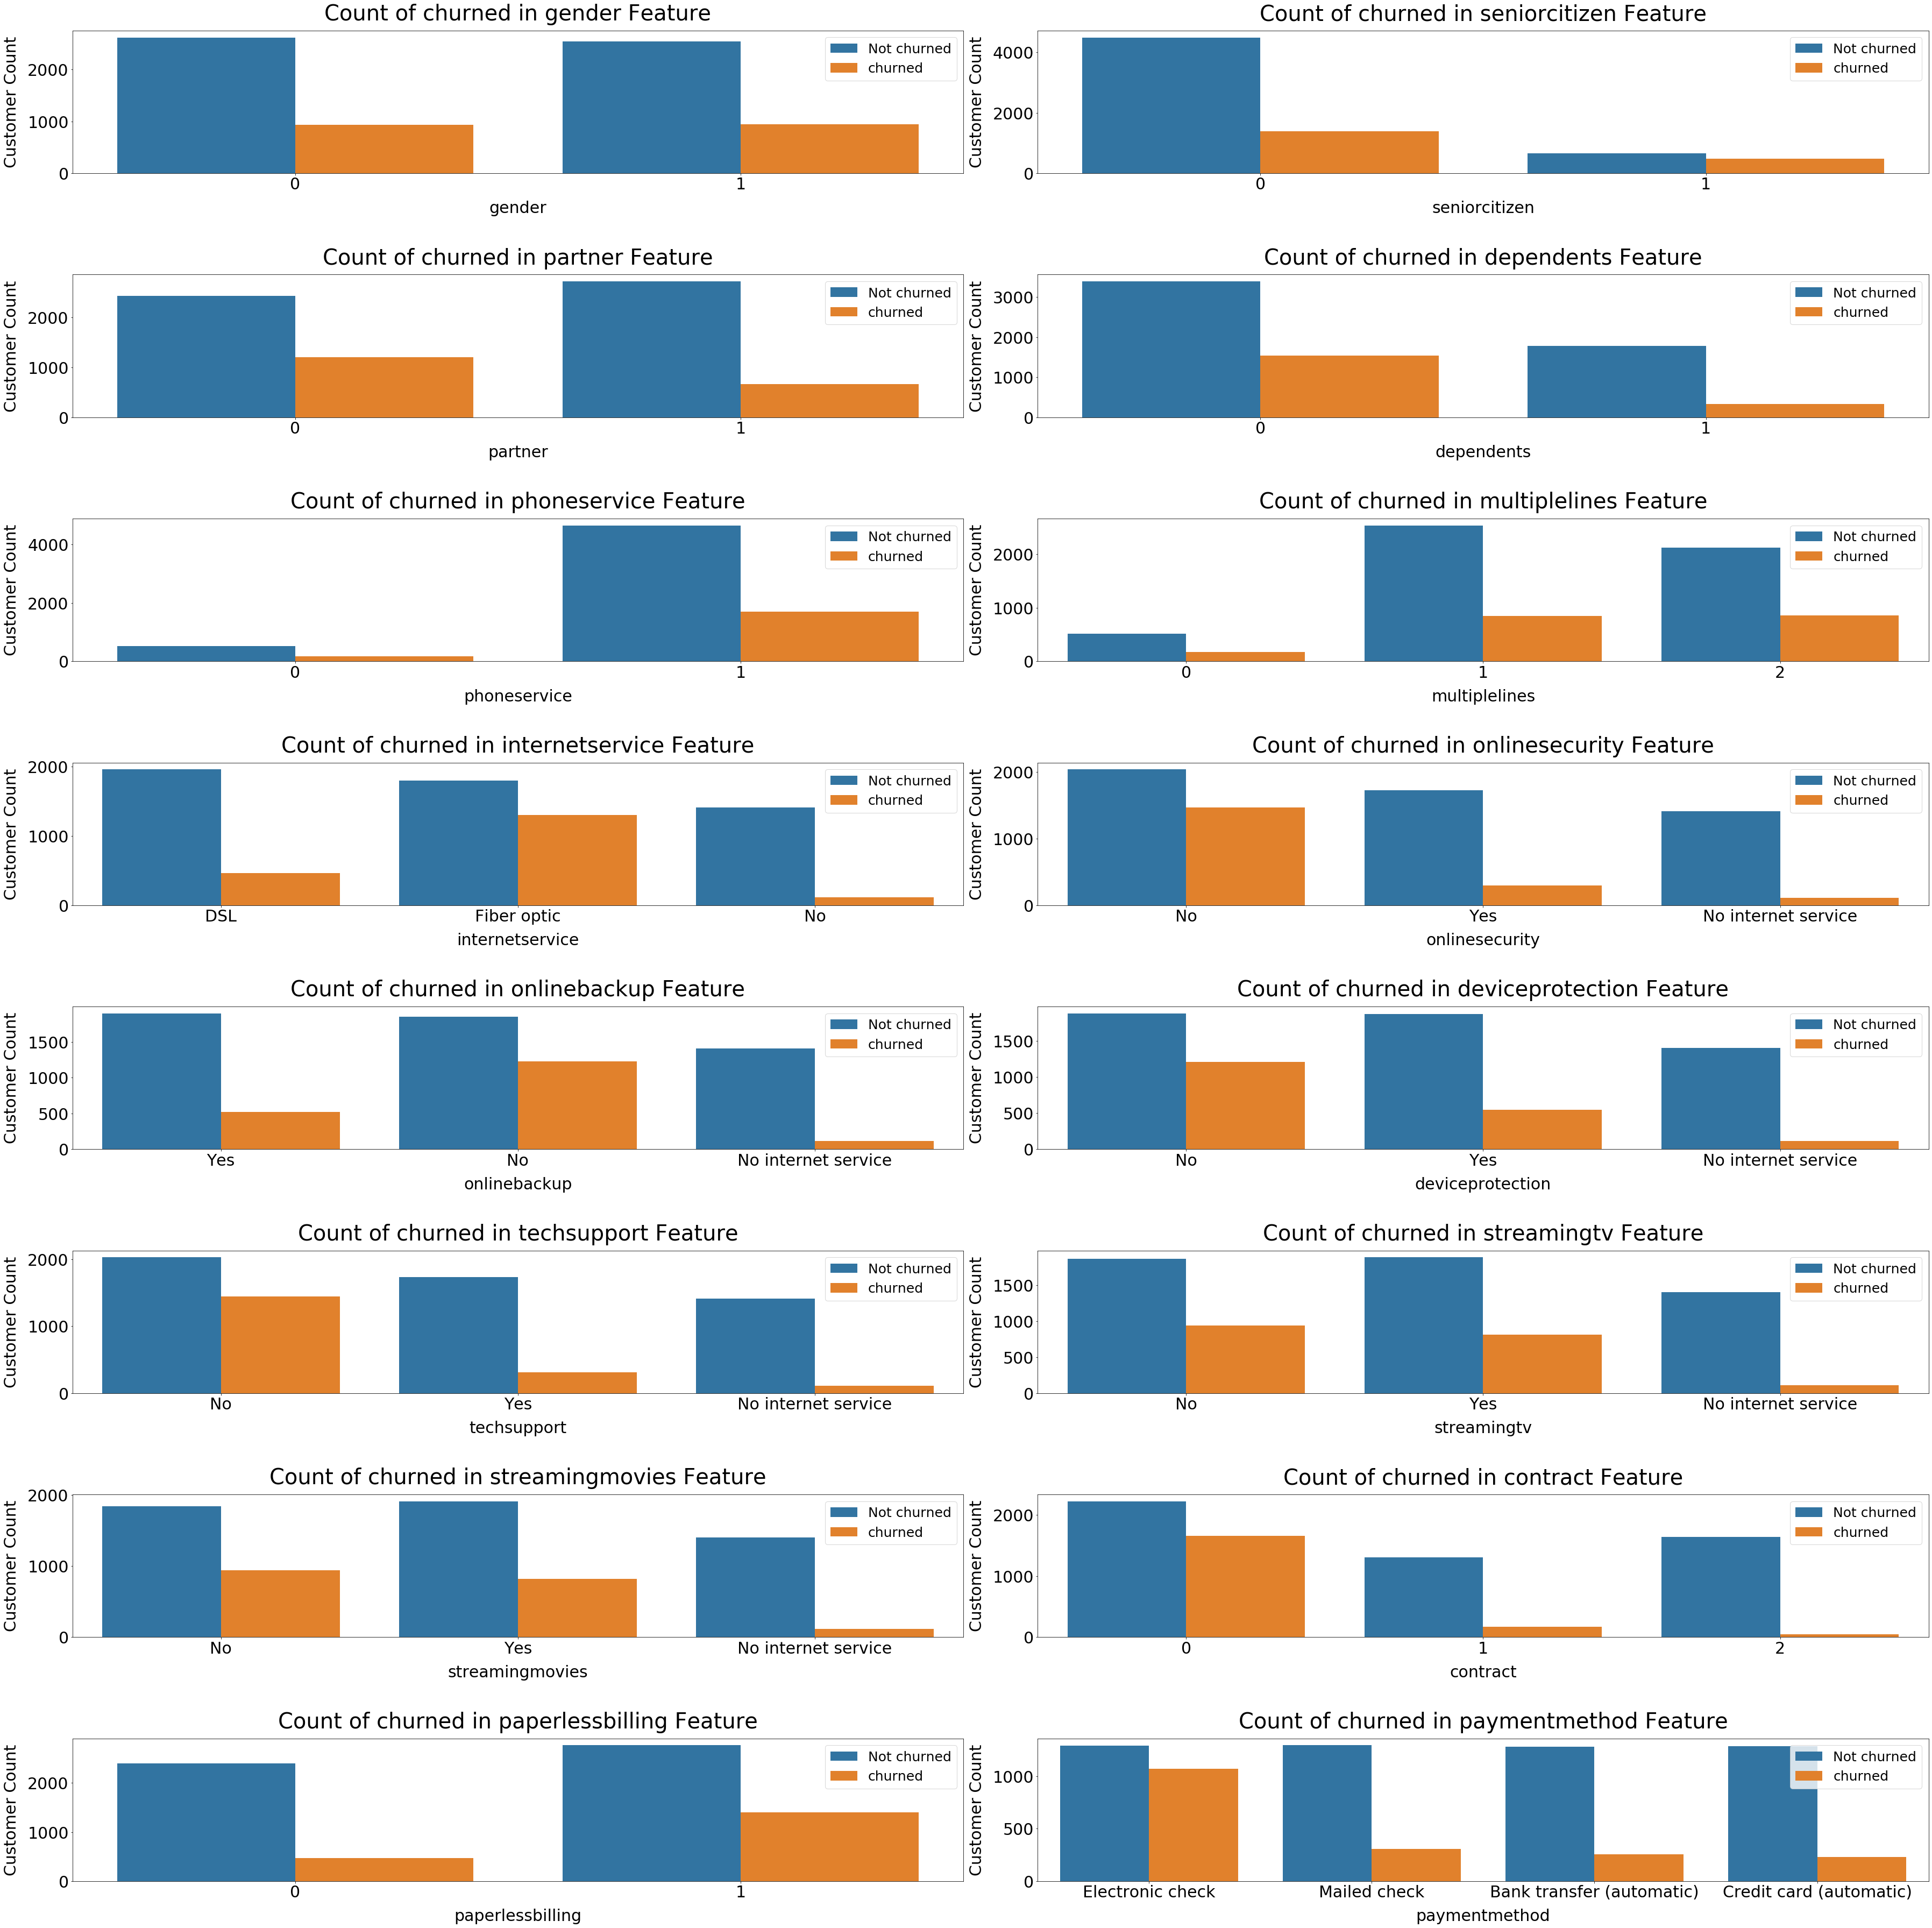 Count of churned in gender Feature
Customer Count
2000
1000
0
Not churned
churned
0 1
gender
Count of churned in seniorcitizen Feature
Customer Count
4000
2000
0
Not churned
churned
0 1
seniorcitizen
Count of churned in partner Feature
Customer Count
2000
1000
0
Not churned
churned
0 1
partner
Count of churned in dependents Feature
Customer Count
3000
2000
1000
0
Not churned
churned
0 1
dependents
Count of churned in phoneservice Feature
Customer Count
4000
2000
0
Not churned
churned
0 1
phoneservice
Count of churned in multiplelines Feature
Customer Count
2000
1000
0
Not churned
churned
0 1 2
multiplelines
Count of churned in internetservice Feature
Customer Count
2000
1000
0
Not churned
churned
DSL Fiber optic No
internetservice
Count of churned in onlinesecurity Feature
Customer Count
2000
1000
0
Not churned
churned
No Yes No internet service
onlinesecurity
Count of churned in onlinebackup Feature
Customer Count
1500
1000
500
0
Not churned
churned
Yes No No internet service
onlinebackup
Count of churned in deviceprotection Feature
Customer Count
1500
1000
500
0
Not churned
churned
No Yes No internet service
deviceprotection
Count of churned in techsupport Feature
Customer Count
2000
1000
0
Not churned
churned
No Yes No internet service
techsupport
Count of churned in streamingtv Feature
Customer Count
1500
1000
500
0
Not churned
churned
No Yes No internet service
streamingtv
Count of churned in streamingmovies Feature
Customer Count
2000
1000
0
Not churned
churned
No Yes No internet service
streamingmovies
Count of churned in contract Feature
Customer Count
2000
1000
0
Not churned
churned
0 1 2
contract
Count of churned in paperlessbilling Feature
Customer Count
2000
1000
0
Not churned
churned
0 1
paperlessbilling
Count of churned in paymentmethod Feature
Customer Count
1000
500
0
Not churned
churned
Electronic check Mailed check Bank transfer (automatic) Credit card (automatic)
paymentmethod